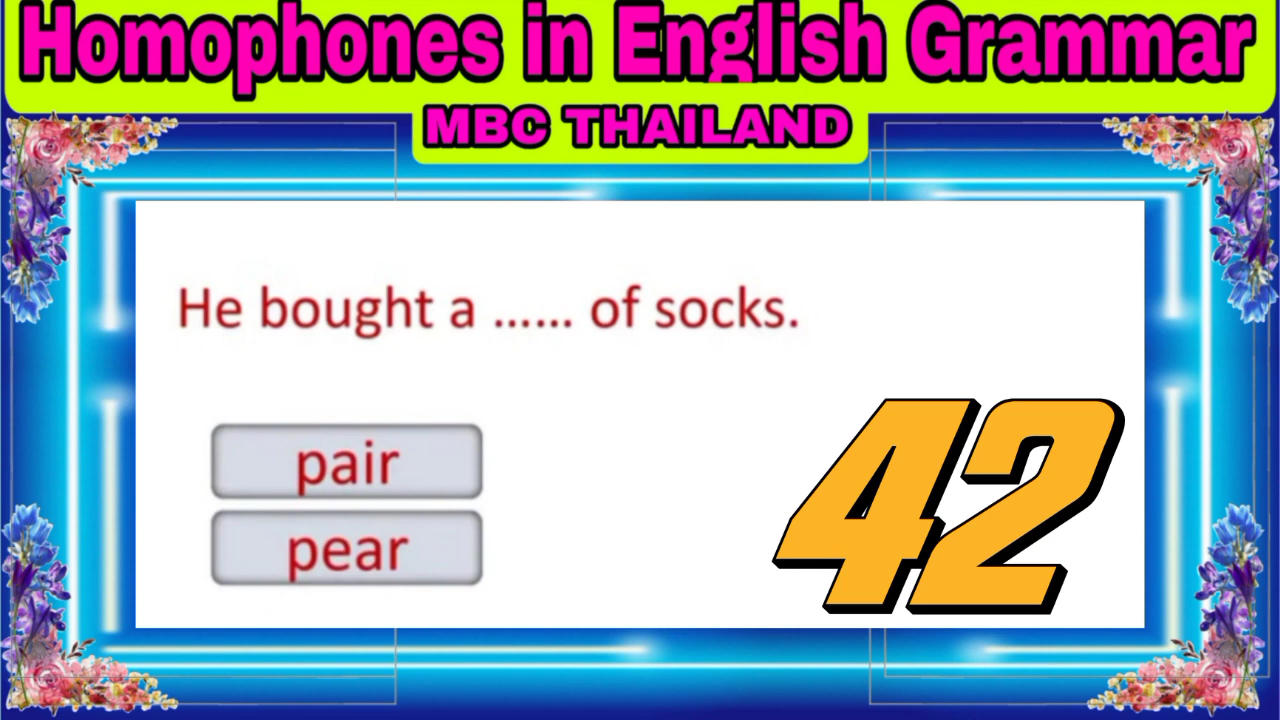 Homophones in English Grammar
MBC THAILAND
He bought a ...... of socks.
pair
pear
42